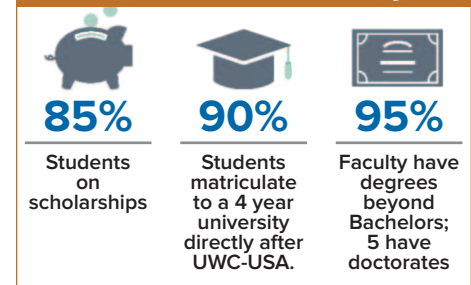 85%
Students
on
scholarships
90%
Students
matriculate
to a 4 year
university
directly after
UWC-USA.
95%
Faculty have
degrees
beyond
Bachelors;
5 have
doctorates